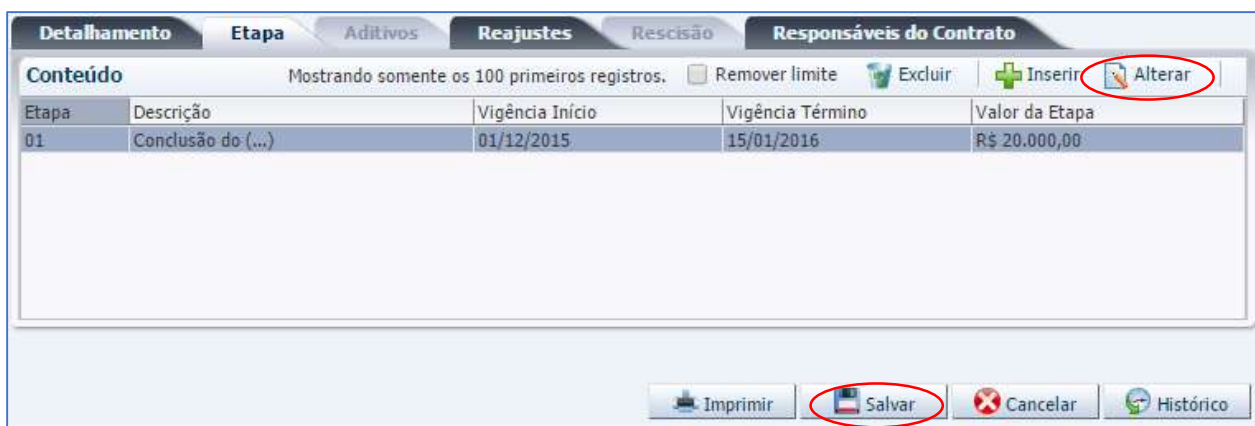 Detalhamento Etapa Aditivos Reajustes Rescisão Responsáveis do Contrato
Conteúdo Mostrando somente os 100 primeiros registros. Remover limite Excluir Inserir Alterar
Etapa Descrição Vigência Início Vigência Término Valor da Etapa
01 Conclusão do (...) 01/12/2015 15/01/2016 R$ 20.000,00
Imprimir Salvar Cancelar Histórico